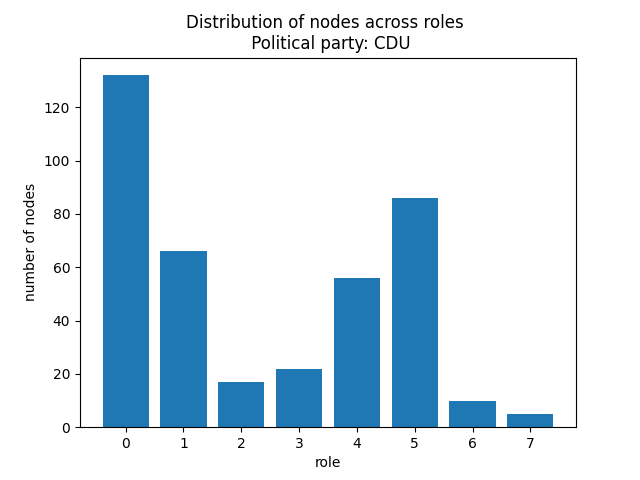 Distribution of nodes across roles
Political party: CDU
number of nodes
120
100
80
60
40
20
0
0 1 2 3 4 5 6 7
role